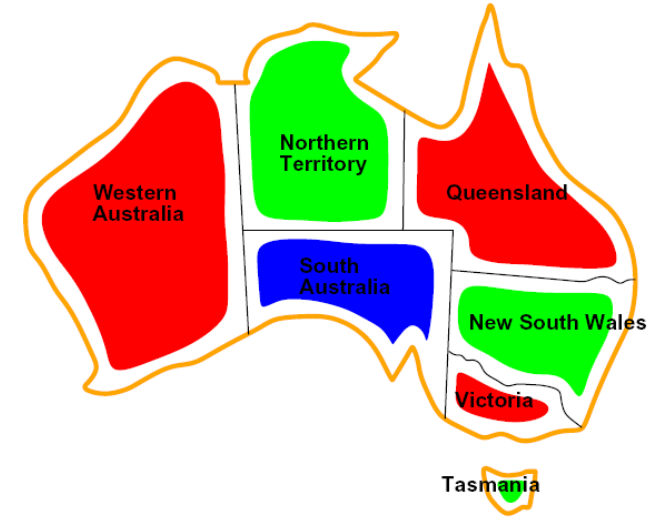 Northern
Territory
Western
Australia
Queensland
South
Australia
New South Wales
Victoria
Tasmania